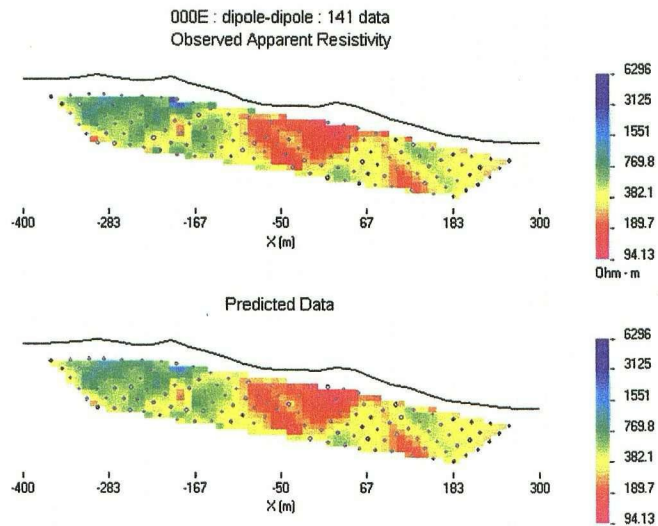 000E : dipole-dipole : 141 data
Observed Apparent Resistivity
6296
3125
1551
769.8
382.1
189.7
94.13
Ohm - m
-400 -283 -167 -50 67 183 300
X (m)
Predicted Data
6296
3125
1551
769.8
382.1
189.7
94.13
-400 -283 -167 -50 67 183 300
X (m)